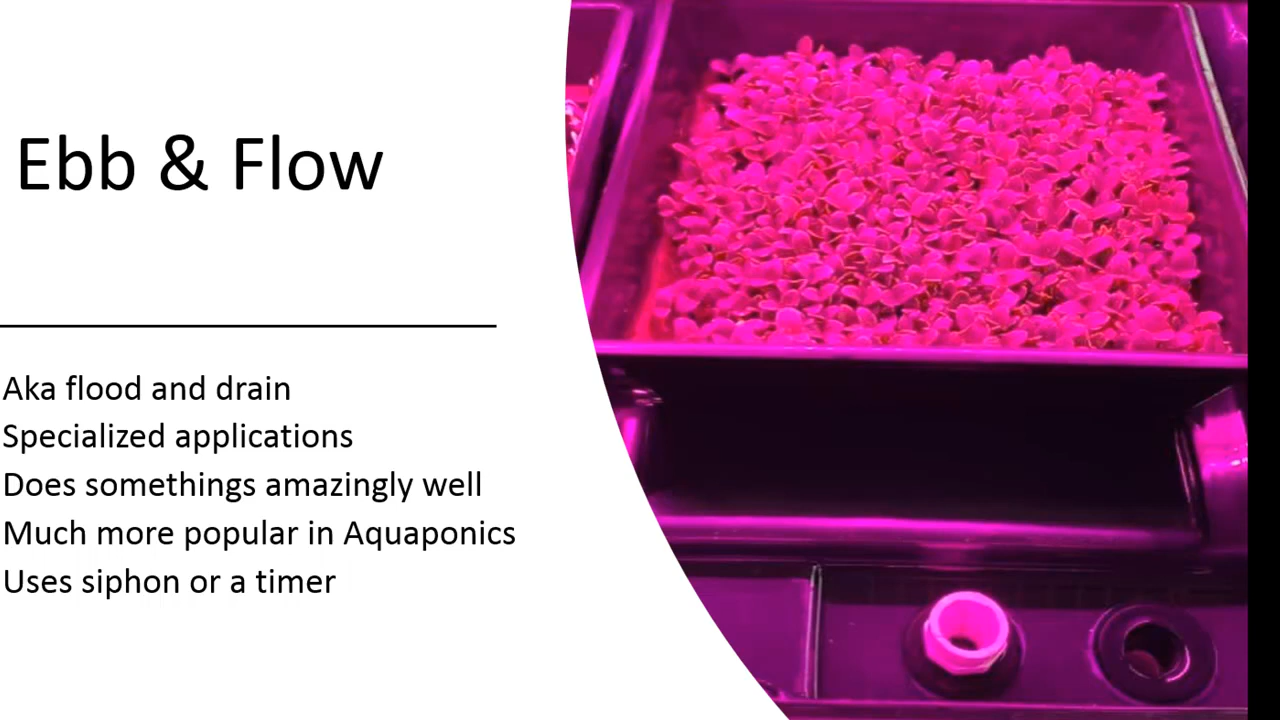 Ebb & Flow
Aka flood and drain
Specialized applications
Does somethings amazingly well
Much more popular in Aquaponics
Uses siphon or a timer